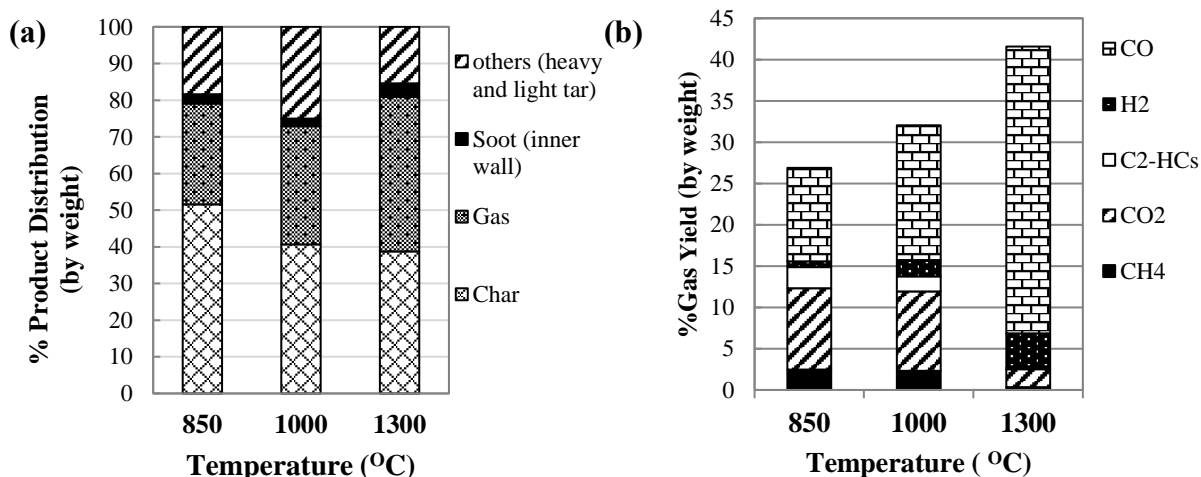 (a)
% Product Distribution
(by weight)
100
90
80
70
60
50
40
30
20
10
0
850 1000 1300
Temperature (ᴼC)
others (heavy
and light tar)
Soot (inner
wall)
Gas
Char
(b)
%Gas Yield (by weight)
45
40
35
30
25
20
15
10
5
0
850 1000 1300
Temperature ( ᴼC)
CO
H2
C2-HCs
CO2
CH4